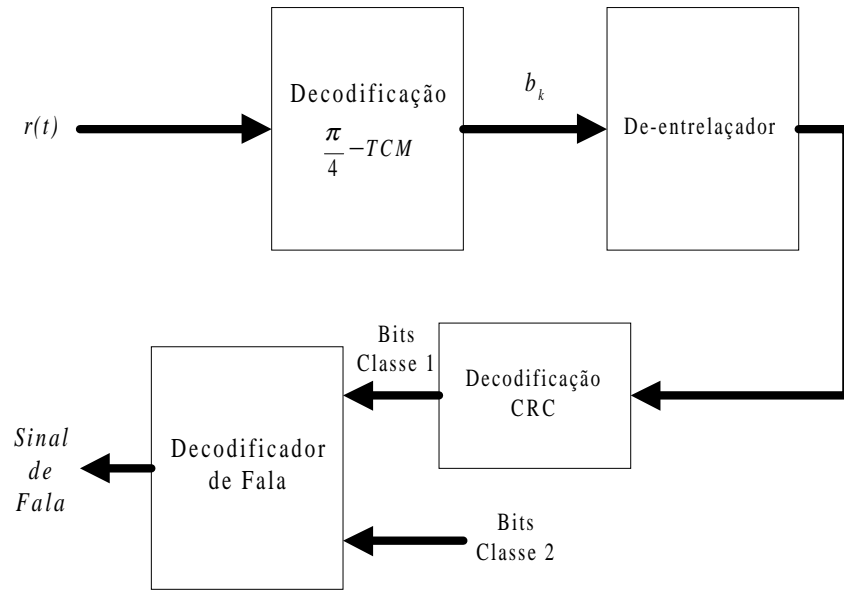 r(t)
Decodificação
π/4 – TCM
b_k
De-entrelaçador
Bits
Classe 1
Decodificação
CRC
Sinal
de
Fala
Decodificador
de Fala
Bits
Classe 2